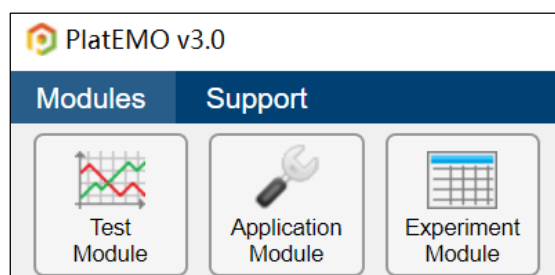 PlatEMO v3.0
Modules Support
Test Module
Application Module
Experiment Module